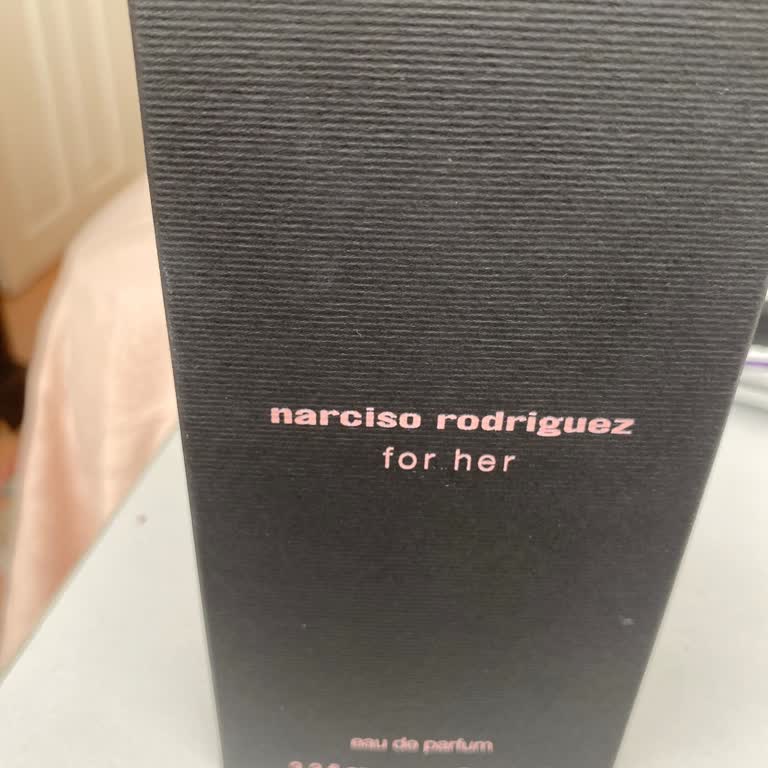 narciso rodriguez
for her
eau de parfum